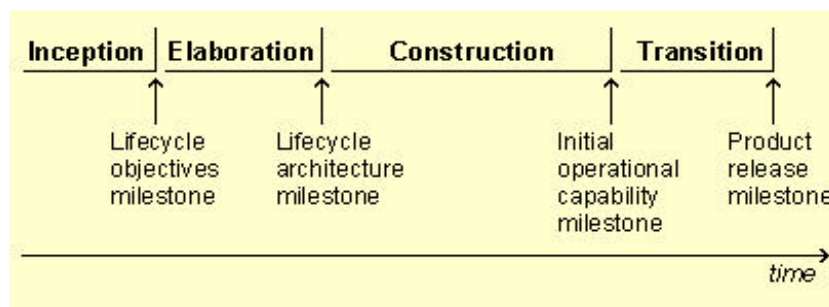 Inception Elaboration Construction Transition
Lifecycle
objectives
milestone
Lifecycle
architecture
milestone
Initial
operational
capability
milestone
Product
release
milestone
time